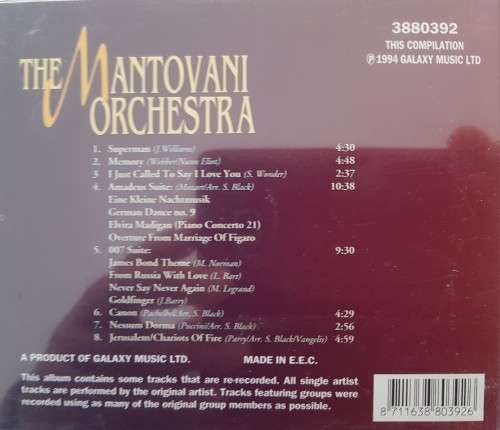 3880392
THIS COMPILATION
℗ 1994 GALAXY MUSIC LTD
THE MANTOVANI
ORCHESTRA
1. Superman (J.Williams) 4:30
2. Memory (Webber/Nunn Eliot) 4:48
3 I Just Called To Say I Love You (S. Wonder) 2:37
4. Amadeus Suite: (Mozart/Arr. S. Black) 10:38
Eine Kleine Nachtmusik
German Dance no. 9
Elvira Madigan (Piano Concerto 21)
Overture From Marriage Of Figaro
5. 007 Suite: 9:30
James Bond Theme (M. Norman)
From Russia With Love (L. Bart)
Never Say Never Again (M. Legrand)
Goldfinger (J.Barry)
6. Canon (Pachelbel/Arr. S. Black) 4:29
7. Nessum Dorma (Puccini/Arr. S. Black) 2:56
8. Jerusalem/Chariots Of Fire (Parry/Arr. S. Black/Vangelis) 4:59
A PRODUCT OF GALAXY MUSIC LTD. MADE IN E.E.C.
This album contains some tracks that are re-recorded. All single artist
tracks are performed by the original artist. Tracks featuring groups were
recorded using as many of the original group members as possible.
8 711638 803926